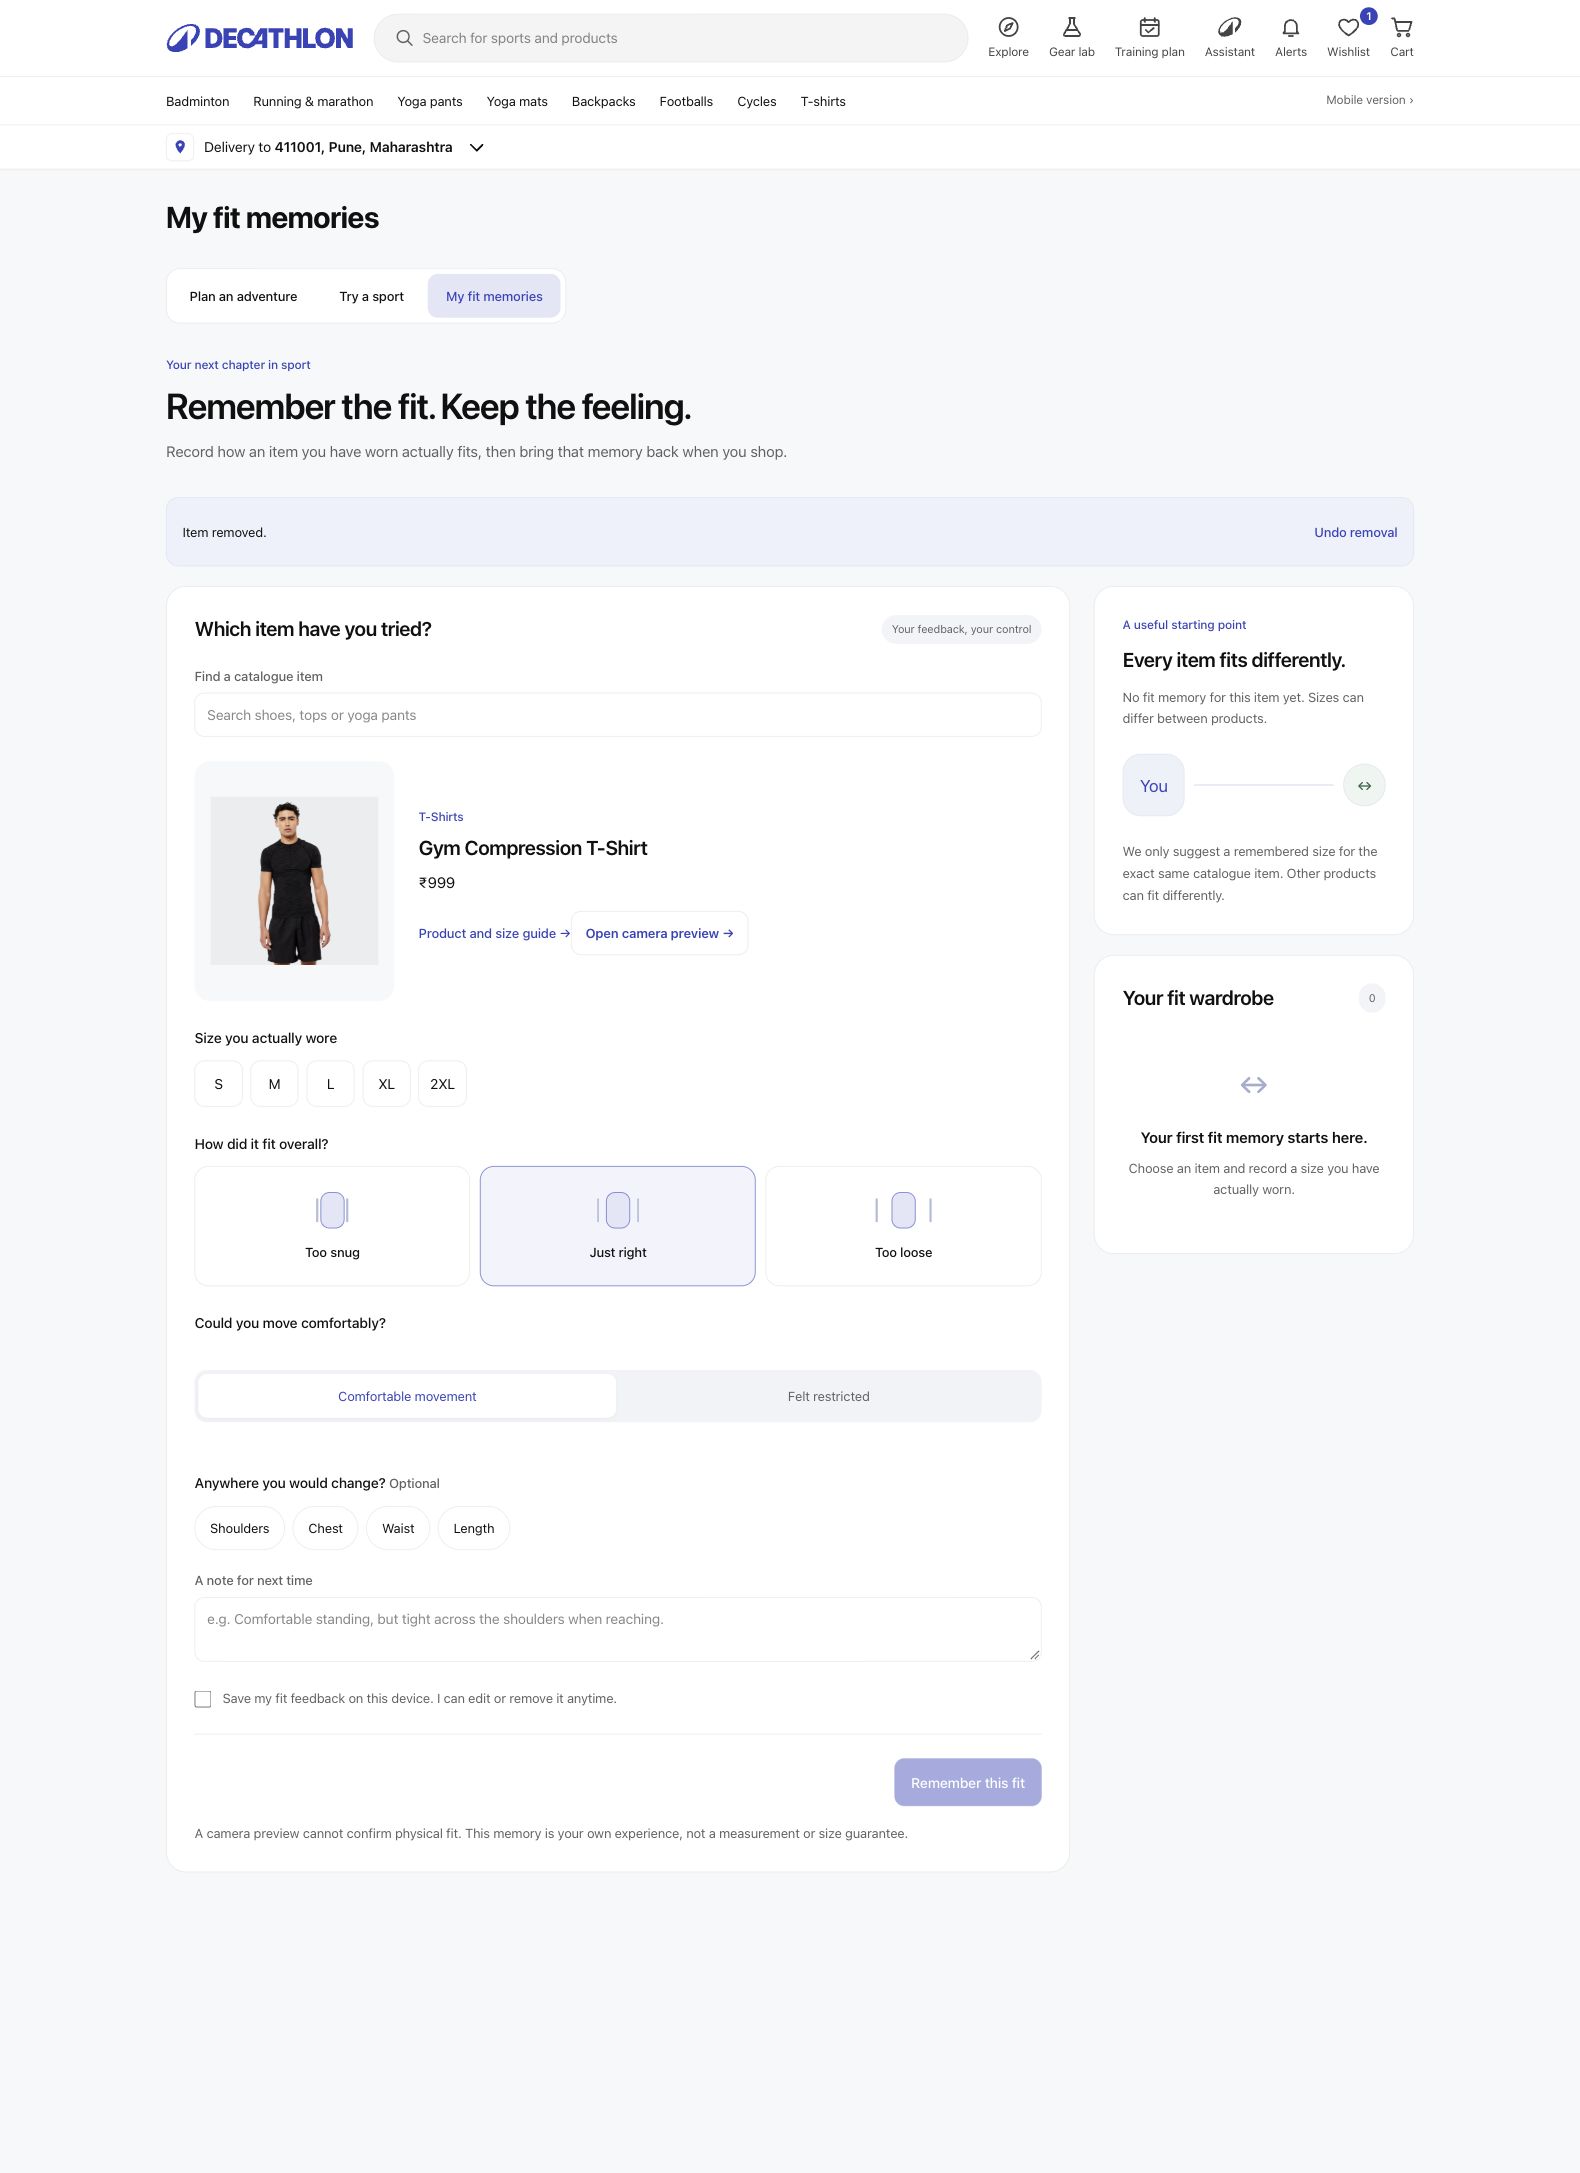 DECATHLON
Search for sports and products
Explore
Gear lab
Training plan
Assistant
Alerts
1
Wishlist
Cart
Badminton
Running & marathon
Yoga pants
Yoga mats
Backpacks
Footballs
Cycles
T-shirts
Mobile version ›
Delivery to 411001, Pune, Maharashtra
My fit memories
Plan an adventure
Try a sport
My fit memories
Your next chapter in sport
Remember the fit. Keep the feeling.
Record how an item you have worn actually fits, then bring that memory back when you shop.
Item removed.
Undo removal
Which item have you tried?
Your feedback, your control
Find a catalogue item
Search shoes, tops or yoga pants
T-Shirts
Gym Compression T-Shirt
₹999
Product and size guide →
Open camera preview →
Size you actually wore
S
M
L
XL
2XL
How did it fit overall?
Too snug
Just right
Too loose
Could you move comfortably?
Comfortable movement
Felt restricted
Anywhere you would change? Optional
Shoulders
Chest
Waist
Length
A note for next time
e.g. Comfortable standing, but tight across the shoulders when reaching.
Save my fit feedback on this device. I can edit or remove it anytime.
Remember this fit
A camera preview cannot confirm physical fit. This memory is your own experience, not a measurement or size guarantee.
A useful starting point
Every item fits differently.
No fit memory for this item yet. Sizes can
differ between products.
You
↔
We only suggest a remembered size for the
exact same catalogue item. Other products
can fit differently.
Your fit wardrobe
0
↔
Your first fit memory starts here.
Choose an item and record a size you have
actually worn.